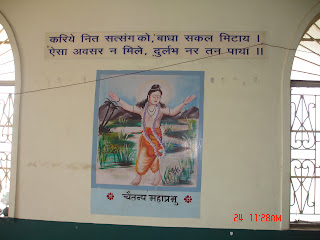 करिये नित सत्संग को, बाधा सकल मिटाय ।
ऐसा अवसर न मिले, दुर्लभ नर तन पाया ।।
चैतन्य महाप्रभु
24 11:28AM